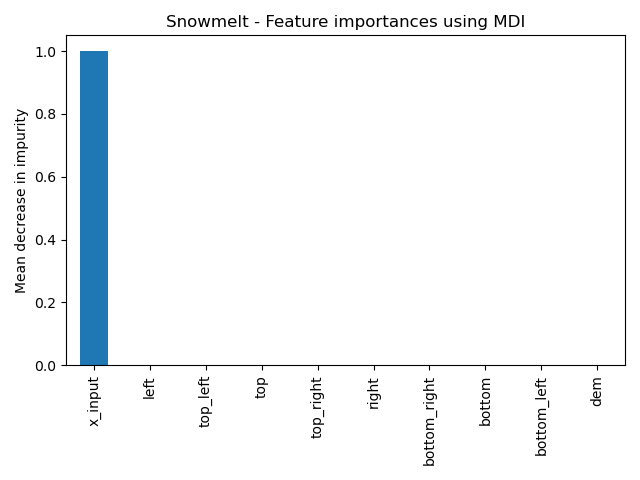 Snowmelt - Feature importances using MDI
Mean decrease in impurity
1.0
0.8
0.6
0.4
0.2
0.0
x_input
left
top_left
top
top_right
right
bottom_right
bottom
bottom_left
dem